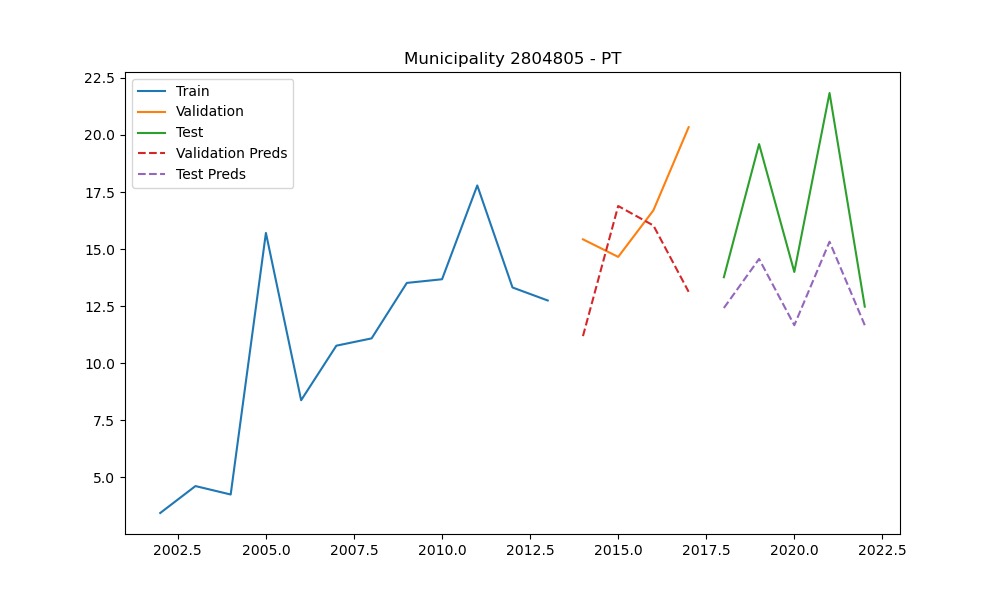 Municipality 2804805 - PT
22.5
20.0
17.5
15.0
12.5
10.0
7.5
5.0
Train
Validation
Test
Validation Preds
Test Preds
2002.5 2005.0 2007.5 2010.0 2012.5 2015.0 2017.5 2020.0 2022.5